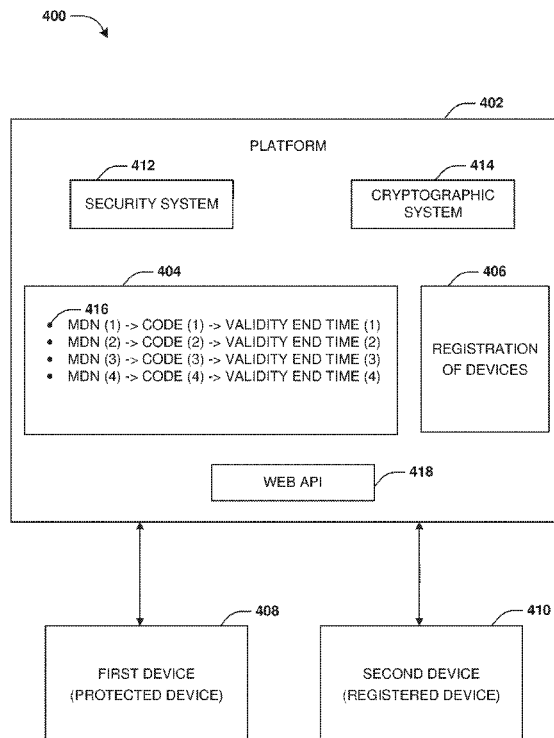 400
402
PLATFORM
412
414
SECURITY SYSTEM
CRYPTOGRAPHIC
SYSTEM
404
406
416
• MDN (1) -> CODE (1) -> VALIDITY END TIME (1)
• MDN (2) -> CODE (2) -> VALIDITY END TIME (2)
• MDN (3) -> CODE (3) -> VALIDITY END TIME (3)
• MDN (4) -> CODE (4) -> VALIDITY END TIME (4)
REGISTRATION
OF DEVICES
WEB API
418
408
410
FIRST DEVICE
(PROTECTED DEVICE)
SECOND DEVICE
(REGISTERED DEVICE)